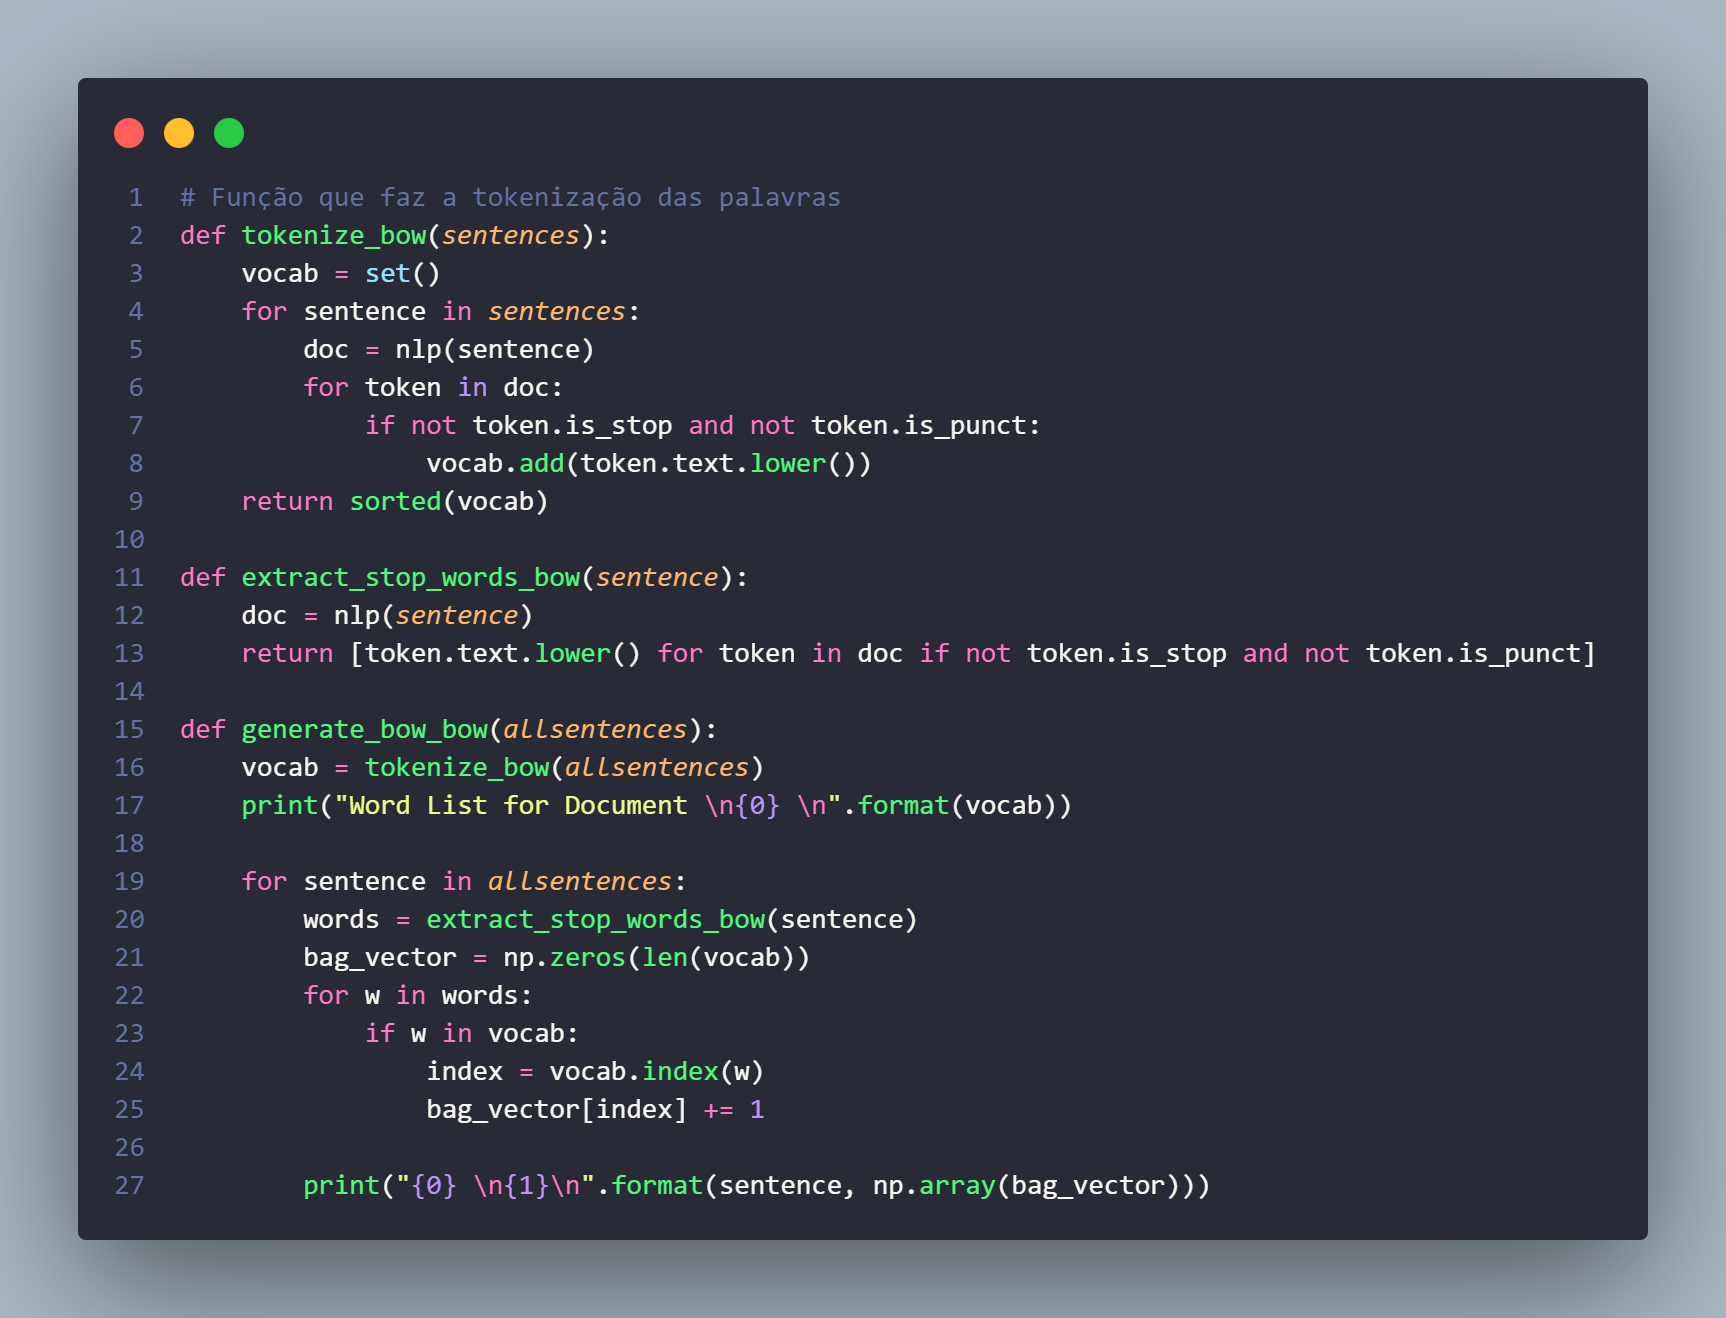 1 # Função que faz a tokenização das palavras
2 def tokenize_bow(sentences):
3     vocab = set()
4     for sentence in sentences:
5         doc = nlp(sentence)
6         for token in doc:
7             if not token.is_stop and not token.is_punct:
8                 vocab.add(token.text.lower())
9     return sorted(vocab)
10
11 def extract_stop_words_bow(sentence):
12     doc = nlp(sentence)
13     return [token.text.lower() for token in doc if not token.is_stop and not token.is_punct]
14
15 def generate_bow_bow(allsentences):
16     vocab = tokenize_bow(allsentences)
17     print("Word List for Document \n{0} \n".format(vocab))
18
19     for sentence in allsentences:
20         words = extract_stop_words_bow(sentence)
21         bag_vector = np.zeros(len(vocab))
22         for w in words:
23             if w in vocab:
24                 index = vocab.index(w)
25                 bag_vector[index] += 1
26
27         print("{0} \n{1}\n".format(sentence, np.array(bag_vector)))